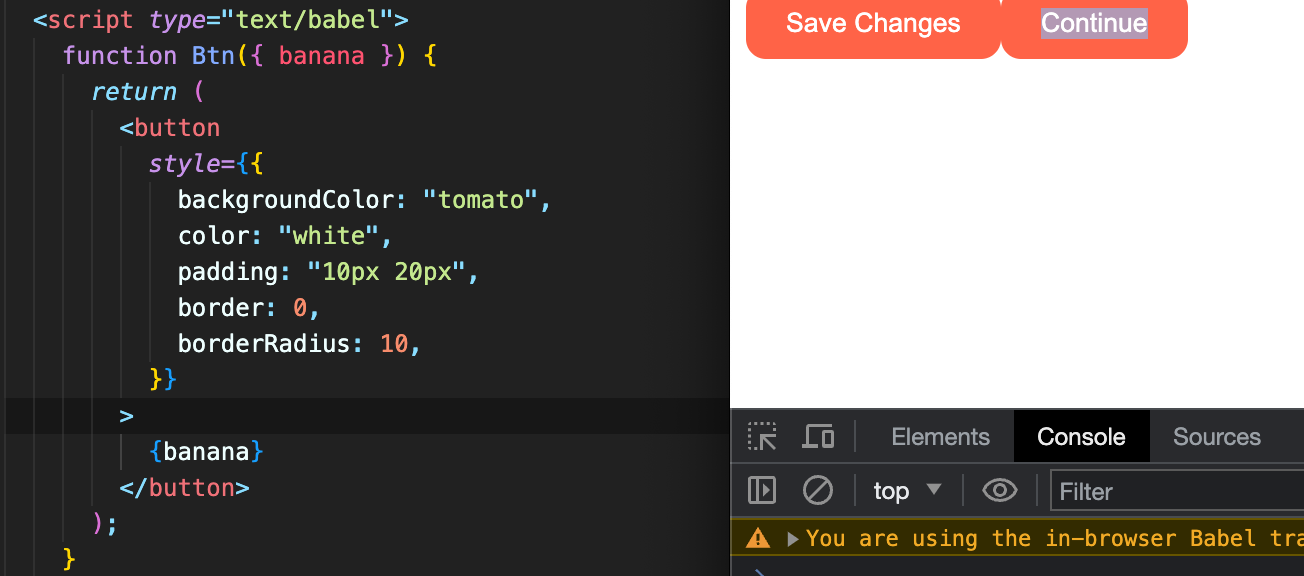 <script type="text/babel">
function Btn({ banana }) {
return (
<button
style={{
backgroundColor: "tomato",
color: "white",
padding: "10px 20px",
border: 0,
borderRadius: 10,
}}
>
{banana}
</button>
);
}
Save Changes Continue
Elements Console Sources
top Filter
You are using the in-browser Babel tra